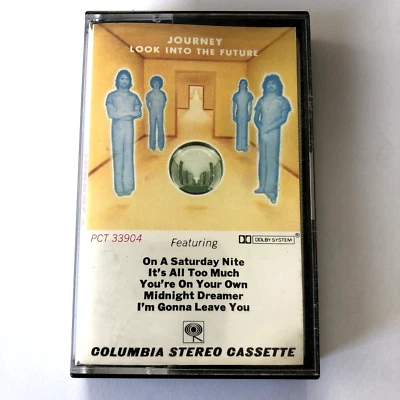 JOURNEY
LOOK INTO THE FUTURE
PCT 33904 Featuring DOLBY SYSTEM®
On A Saturday Nite
It's All Too Much
You're On Your Own
Midnight Dreamer
I'm Gonna Leave You
COLUMBIA STEREO CASSETTE